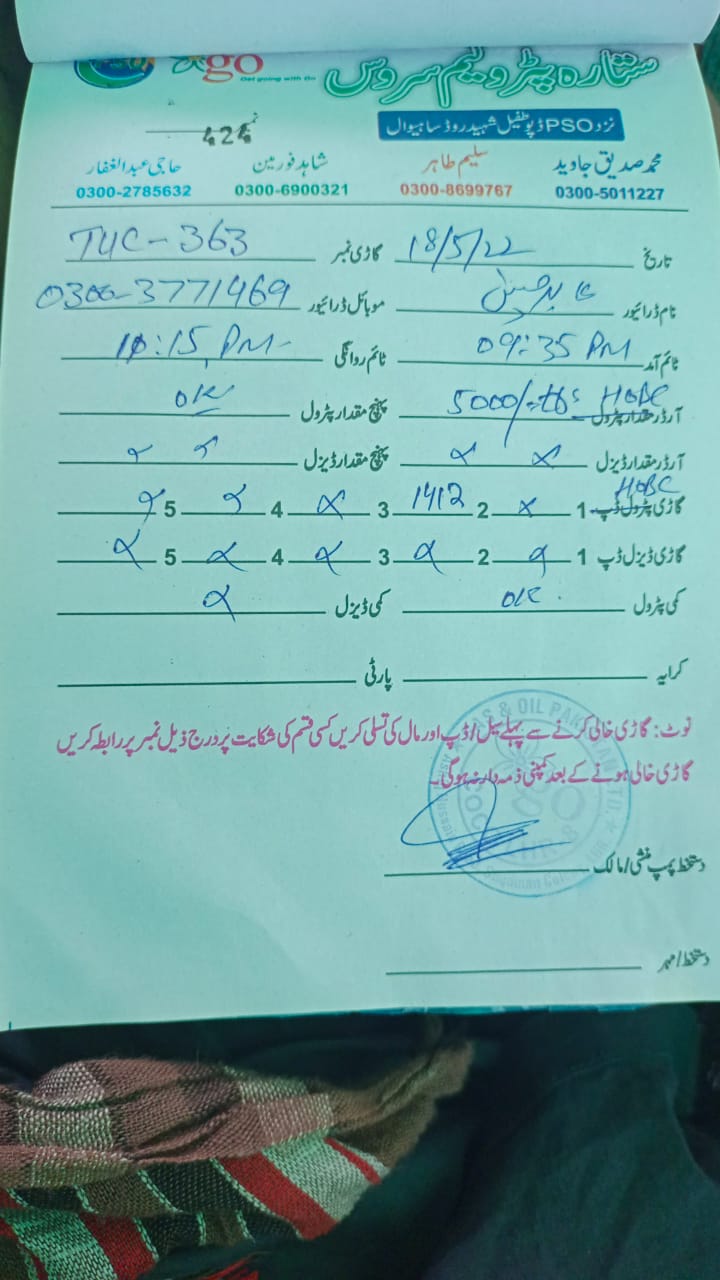 go ستارہ پٹرولیم سروس
Get going with Go
نزد PSO ڈپو طفیل شہید روڈ ساہیوال
نمبر 424
محمد صدیق جاوید سلیم طاہر شاہد فورمین حاجی عبدالغفار
0300-5011227 0300-8699767 0300-6900321 0300-2785632
تاریخ 18/5/22 گاڑی نمبر TUC-363
نام ڈرائیور موبائل ڈرائیور 0300-3771469
ٹائم آمد 09:35 PM ٹائم روانگی 10:15 PM
آرڈر مقدار پٹرول 5000/- HOBC پہنچ مقدار پٹرول OK
آرڈر مقدار ڈیزل x x پہنچ مقدار ڈیزل
گاڑی پٹرول ڈپ HOBC 1 x 2 1412 3 x 4 5
گاڑی ڈیزل ڈپ 1 2 3 4 5
کمی پٹرول OK کمی ڈیزل
کرایہ پارٹی
نوٹ: گاڑی خالی کرنے سے پہلے سیل/ڈپ اور مال کی تسلی کریں کسی قسم کی شکایت پر درج ذیل نمبر پر رابطہ کریں
گاڑی خالی ہونے کے بعد کمپنی ذمہ دار نہ ہوگی۔
GAS & OIL PAKISTAN LTD.
دستخط پمپ منشی/مالک
دستخط/مہر